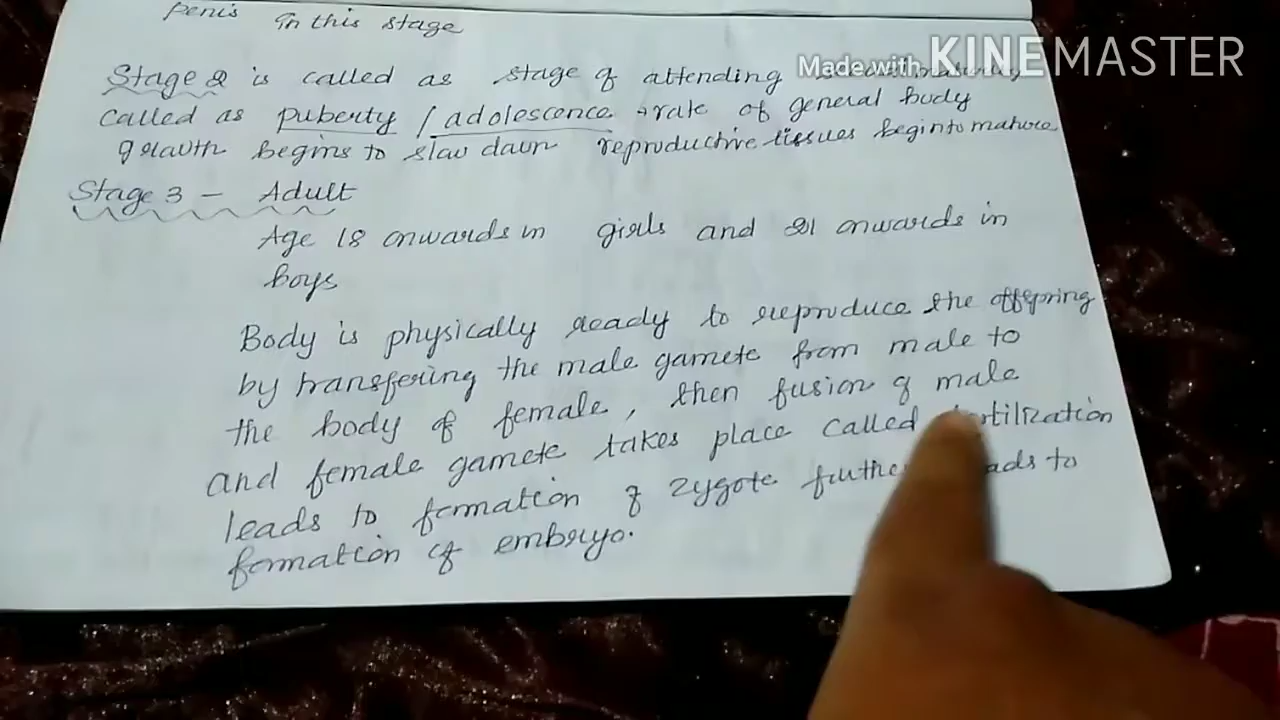 penis in this stage
Made with KINEMASTER
Stage 2 is called as stage of attending
called as puberty / adolescence → rate of general body
growth begins to slow down reproductive tissues begin to mature
Stage 3 - Adult
Age 18 onwards in girls and 21 onwards in
boys
Body is physically ready to reproduce the offspring
by transfering the male gamete from male to
the body of female, then fusion of male
and female gamete takes place called fertilization
leads to formation of zygote to
formation of embryo.